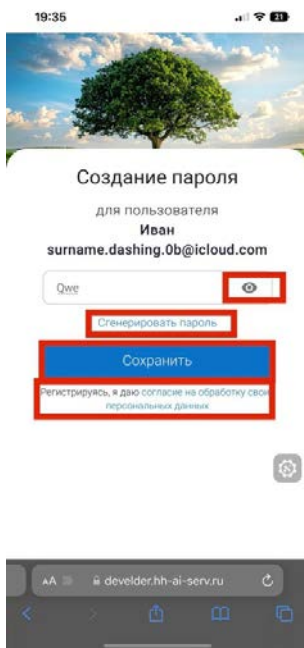 19:35
21
Создание пароля
для пользователя
Иван
surname.dashing.0b@icloud.com
Qwe
Сгенерировать пароль
Сохранить
Регистрируясь, я даю согласие на обработку свои
персональных данных
AA
develder.hh-ai-serv.ru